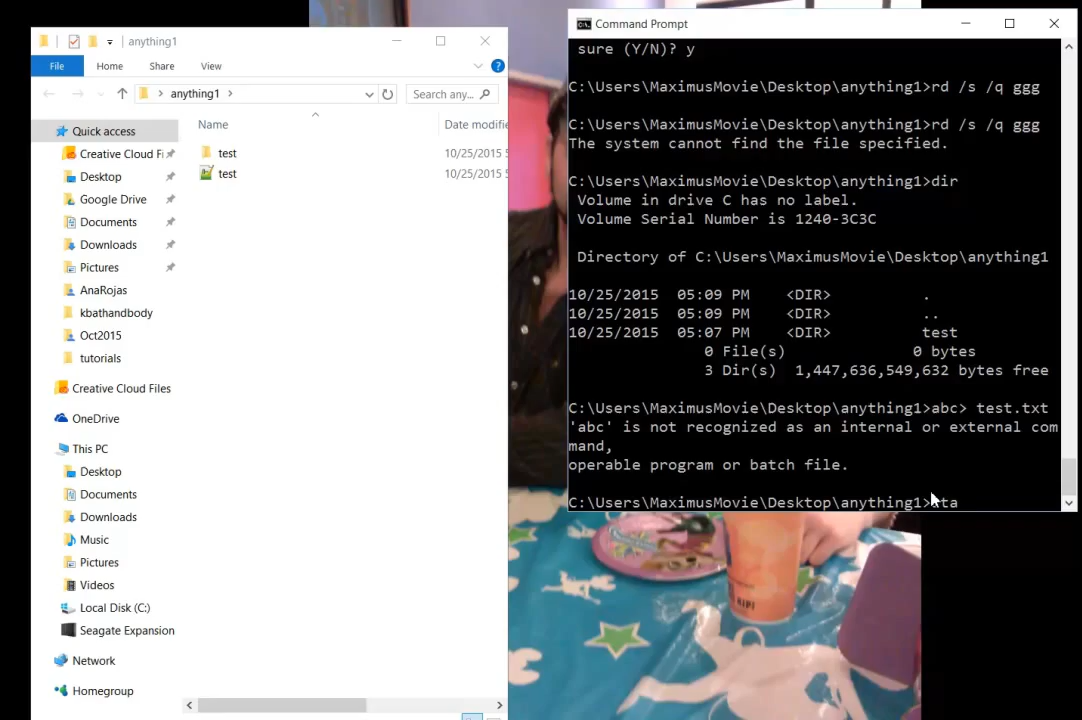 anything1
File
Home
Share
View
anything1
Search any...
Quick access
Creative Cloud Fi
Desktop
Google Drive
Documents
Downloads
Pictures
AnaRojas
kbathandbody
Oct2015
tutorials
Creative Cloud Files
OneDrive
This PC
Desktop
Documents
Downloads
Music
Pictures
Videos
Local Disk (C:)
Seagate Expansion
Network
Homegroup
Name
Date modifie
test
10/25/2015 5
test
10/25/2015 5
Command Prompt
sure (Y/N)? y
C:\Users\MaximusMovie\Desktop\anything1>rd /s /q ggg
C:\Users\MaximusMovie\Desktop\anything1>rd /s /q ggg
The system cannot find the file specified.
C:\Users\MaximusMovie\Desktop\anything1>dir
Volume in drive C has no label.
Volume Serial Number is 1240-3C3C
Directory of C:\Users\MaximusMovie\Desktop\anything1
10/25/2015 05:09 PM <DIR> .
10/25/2015 05:09 PM <DIR> ..
10/25/2015 05:07 PM <DIR> test
0 File(s) 0 bytes
3 Dir(s) 1,447,636,549,632 bytes free
C:\Users\MaximusMovie\Desktop\anything1>abc> test.txt
'abc' is not recognized as an internal or external com
mand,
operable program or batch file.
C:\Users\MaximusMovie\Desktop\anything1>